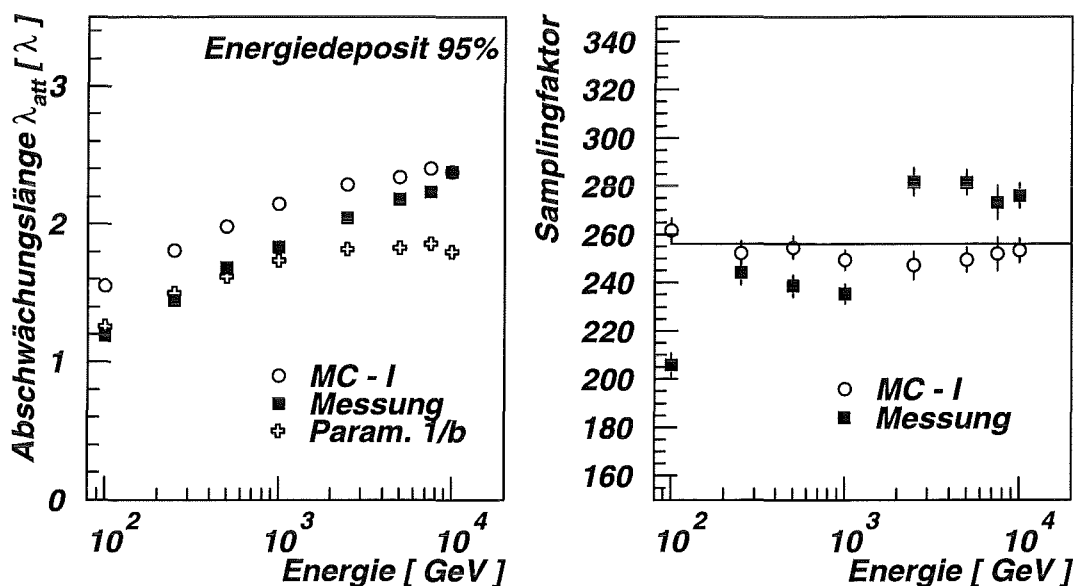 Abschwächungslänge λatt [ λ ]
Energiedeposit 95%
3
2
1
0
MC - I
Messung
Param. 1/b
10²
10³
10⁴
Energie [ GeV ]
Samplingfaktor
340
320
300
280
260
240
220
200
180
160
MC - I
Messung
10²
10³
10⁴
Energie [ GeV ]